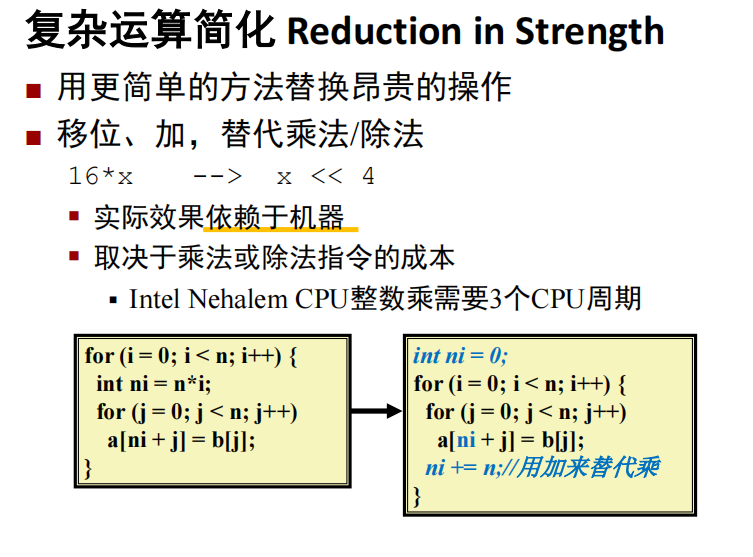 复杂运算简化 Reduction in Strength
用更简单的方法替换昂贵的操作
移位、加，替代乘法/除法
16*x --> x << 4
实际效果依赖于机器
取决于乘法或除法指令的成本
Intel Nehalem CPU整数乘需要3个CPU周期
for (i = 0; i < n; i++) {
int ni = n*i;
for (j = 0; j < n; j++)
a[ni + j] = b[j];
}
int ni = 0;
for (i = 0; i < n; i++) {
for (j = 0; j < n; j++)
a[ni + j] = b[j];
ni += n;//用加来替代乘
}